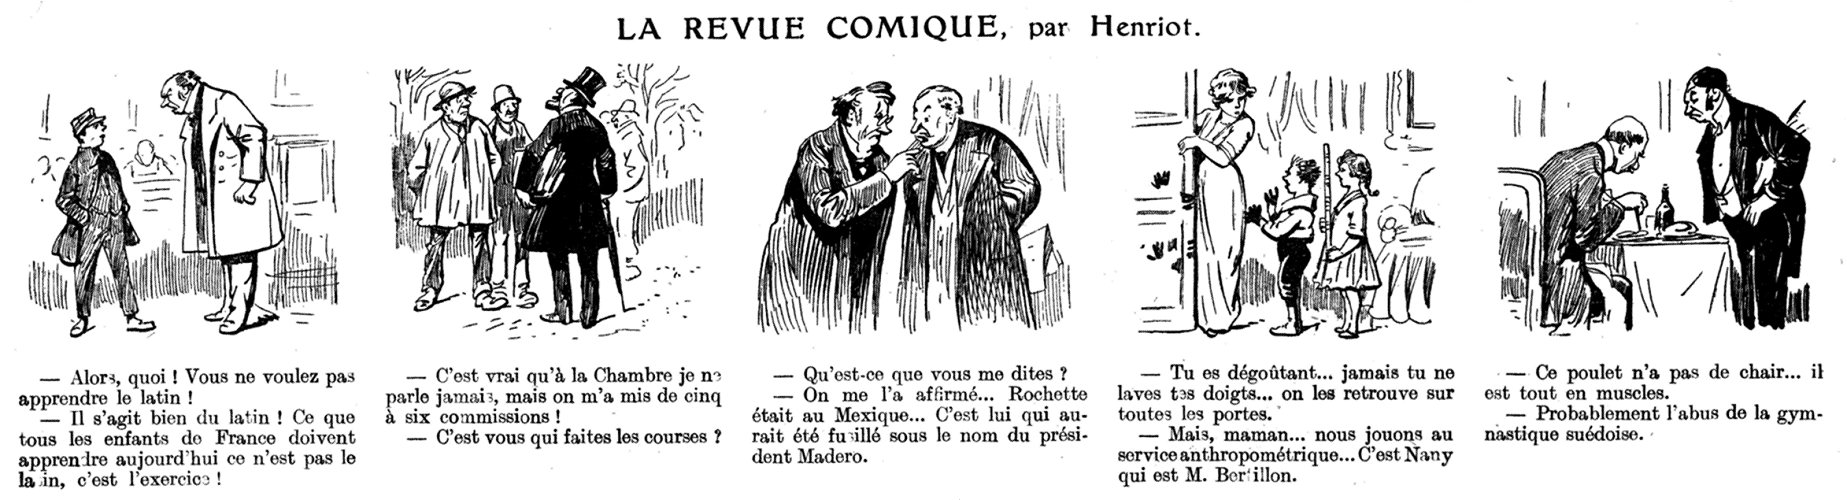 LA REVUE COMIQUE, par Henriot.
— Alors, quoi ! Vous ne voulez pas
apprendre le latin !
— Il s'agit bien du latin ! Ce que
tous les enfants de France doivent
apprendre aujourd'hui ce n'est pas le
latin, c'est l'exercice !
— C'est vrai qu'à la Chambre je ne
parle jamais, mais on m'a mis de cinq
à six commissions !
— C'est vous qui faites les courses ?
— Qu'est-ce que vous me dites ?
— On me l'a affirmé... Rochette
était au Mexique... C'est lui qui au-
rait été fusillé sous le nom du prési-
dent Madero.
— Tu es dégoûtant... jamais tu ne
laves tes doigts... on les retrouve sur
toutes les portes.
— Mais, maman... nous jouons au
service anthropométrique... C'est Nany
qui est M. Bertillon.
— Ce poulet n'a pas de chair... il
est tout en muscles.
— Probablement l'abus de la gym-
nastique suédoise.